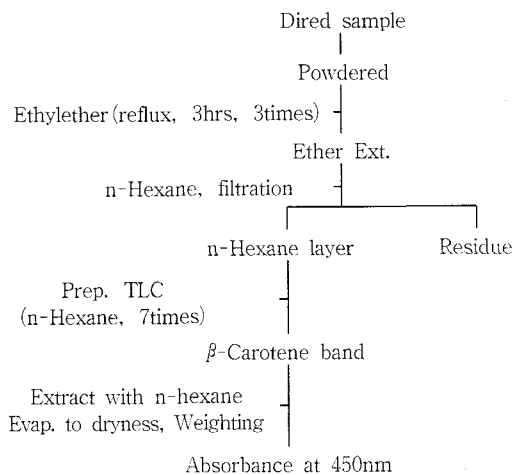 Dired sample
Powdered
Ethylether(reflux, 3hrs, 3times)
Ether Ext.
n-Hexane, filtration
n-Hexane layer
Residue
Prep. TLC
(n-Hexane, 7times)
β-Carotene band
Extract with n-hexane
Evap. to dryness, Weighting
Absorbance at 450nm